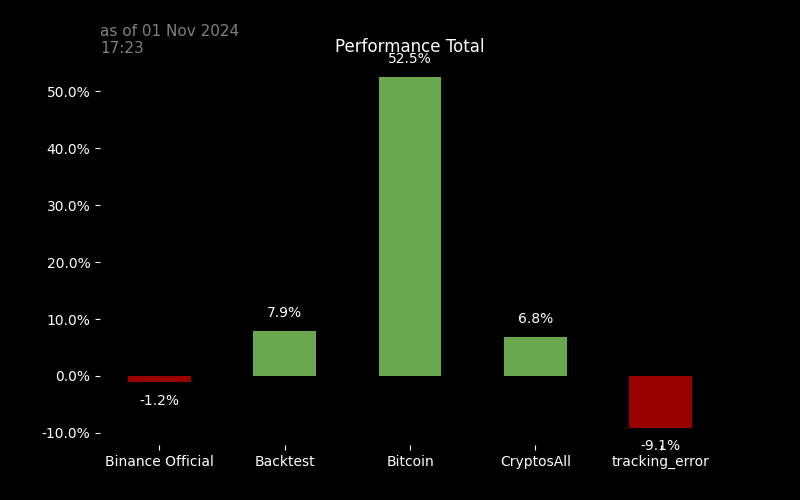 as of 01 Nov 2024
17:23
Performance Total
52.5%
50.0%
40.0%
30.0%
20.0%
7.9%
6.8%
10.0%
0.0%
-1.2%
-10.0%
-9.1%
Binance Official
Backtest
Bitcoin
CryptosAll
tracking_error